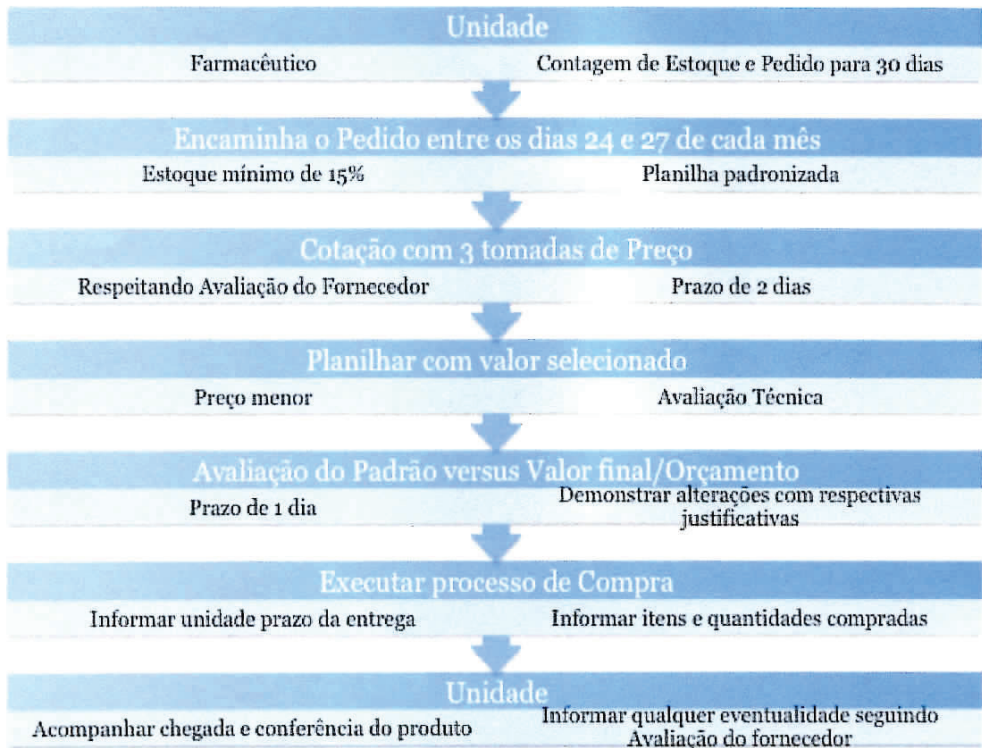 Unidade
Farmacêutico
Contagem de Estoque e Pedido para 30 dias
Encaminha o Pedido entre os dias 24 e 27 de cada mês
Estoque mínimo de 15%
Planilha padronizada
Cotação com 3 tomadas de Preço
Respeitando Avaliação do Fornecedor
Prazo de 2 dias
Planilhar com valor selecionado
Preço menor
Avaliação Técnica
Avaliação do Padrão versus Valor final/Orçamento
Prazo de 1 dia
Demonstrar alterações com respectivas
justificativas
Executar processo de Compra
Informar unidade prazo da entrega
Informar itens e quantidades compradas
Unidade
Acompanhar chegada e conferência do produto
Informar qualquer eventualidade seguindo
Avaliação do fornecedor